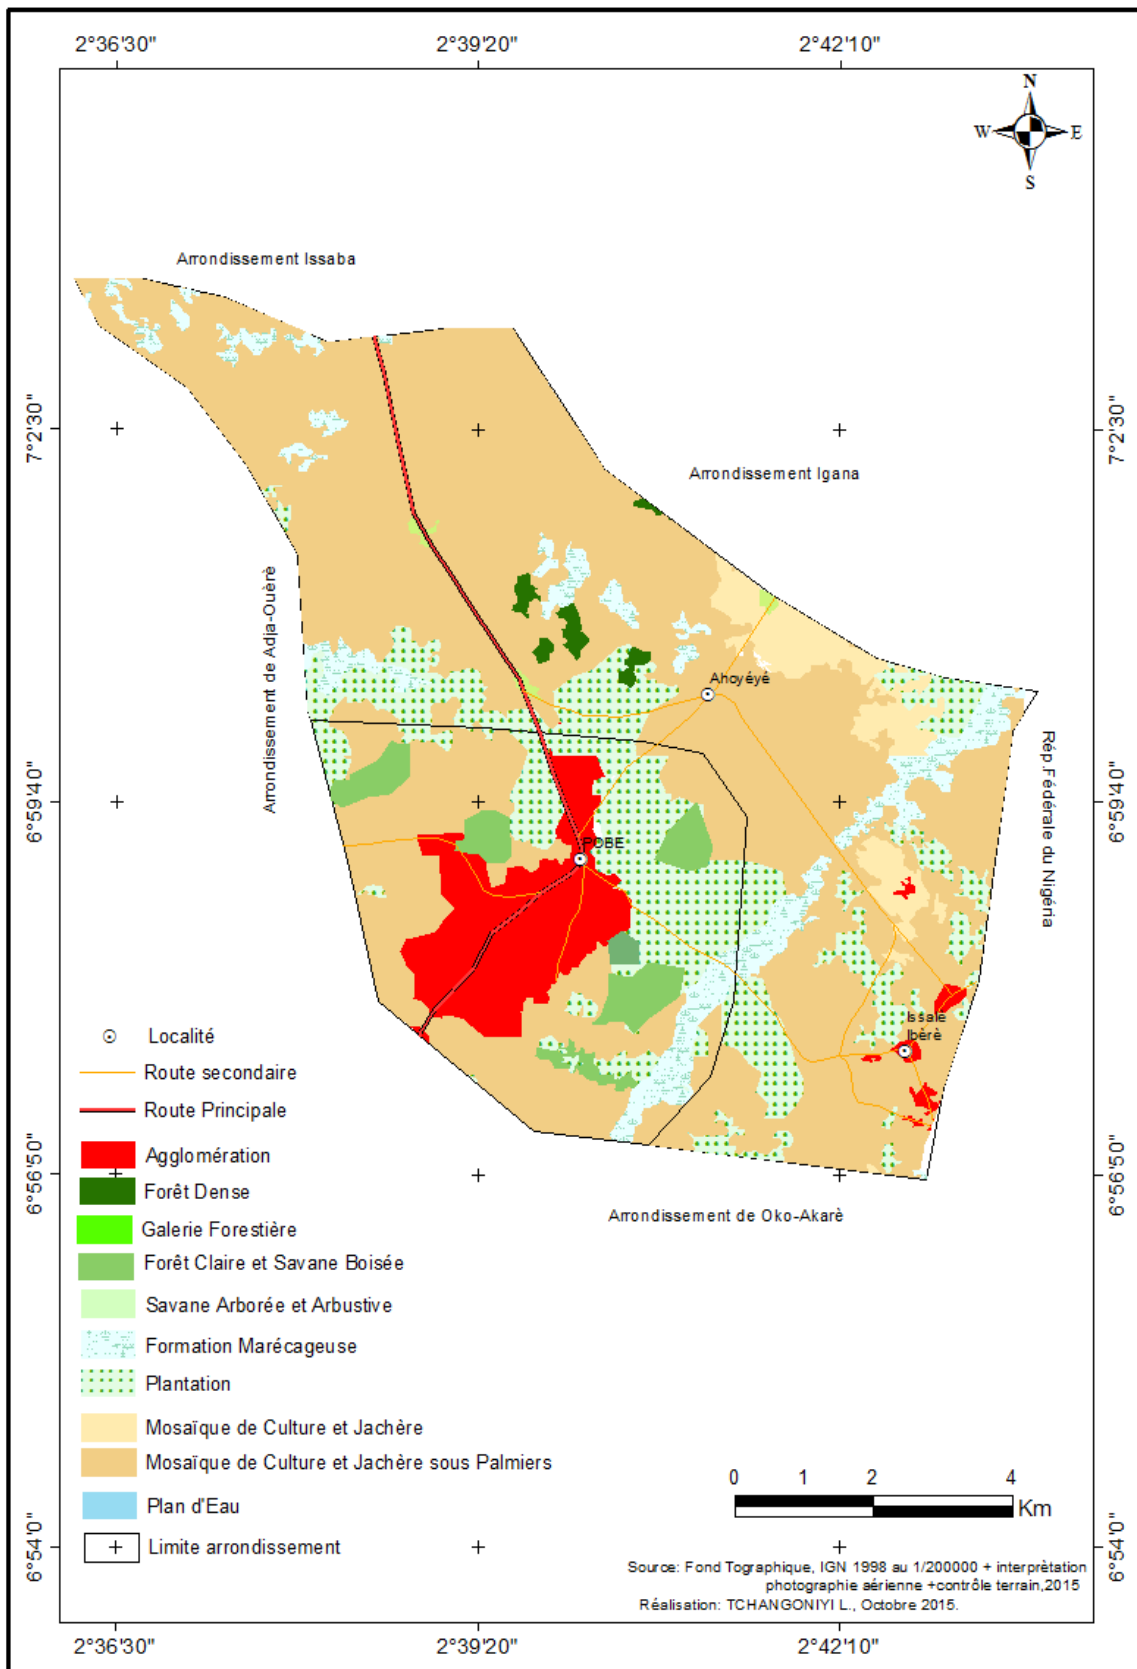 2°36'30"
2°39'20"
2°42'10"
N
W
E
S
Arrondissement Issaba
7°2'30"
7°2'30"
Arrondissement Igana
Arrondissement de Adja-Ouèrè
Ahoyéyé
Rép.Fédérale du Nigéria
6°59'40"
6°59'40"
POBE
Issale
Ibèrè
Localité
Route secondaire
Route Principale
Agglomération
Forêt Dense
Galerie Forestière
Forêt Claire et Savane Boisée
Savane Arborée et Arbustive
Formation Marécageuse
Plantation
Mosaïque de Culture et Jachère
Mosaïque de Culture et Jachère sous Palmiers
Plan d'Eau
Limite arrondissement
6°56'50"
6°56'50"
Arrondissement de Oko-Akarè
0 1 2 4
Km
6°54'0"
6°54'0"
Source: Fond Tographique, IGN 1998 au 1/200000 + interprètation
photographie aérienne +contrôle terrain,2015
Réalisation: TCHANGONIYI L., Octobre 2015.
2°36'30"
2°39'20"
2°42'10"